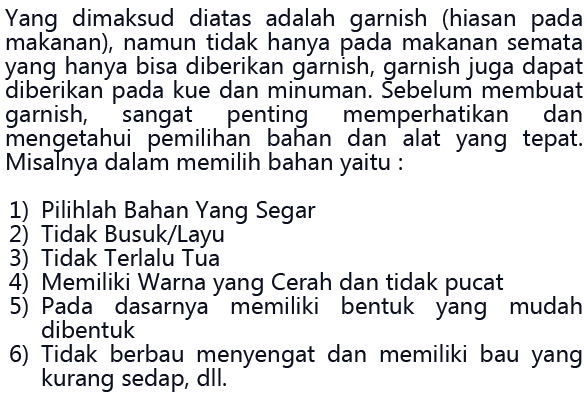 Yang dimaksud diatas adalah garnish (hiasan pada
makanan), namun tidak hanya pada makanan semata
yang hanya bisa diberikan garnish, garnish juga dapat
diberikan pada kue dan minuman. Sebelum membuat
garnish, sangat penting memperhatikan dan
mengetahui pemilihan bahan dan alat yang tepat.
Misalnya dalam memilih bahan yaitu :
1) Pilihlah Bahan Yang Segar
2) Tidak Busuk/Layu
3) Tidak Terlalu Tua
4) Memiliki Warna yang Cerah dan tidak pucat
5) Pada dasarnya memiliki bentuk yang mudah
dibentuk
6) Tidak berbau menyengat dan memiliki bau yang
kurang sedap, dll.